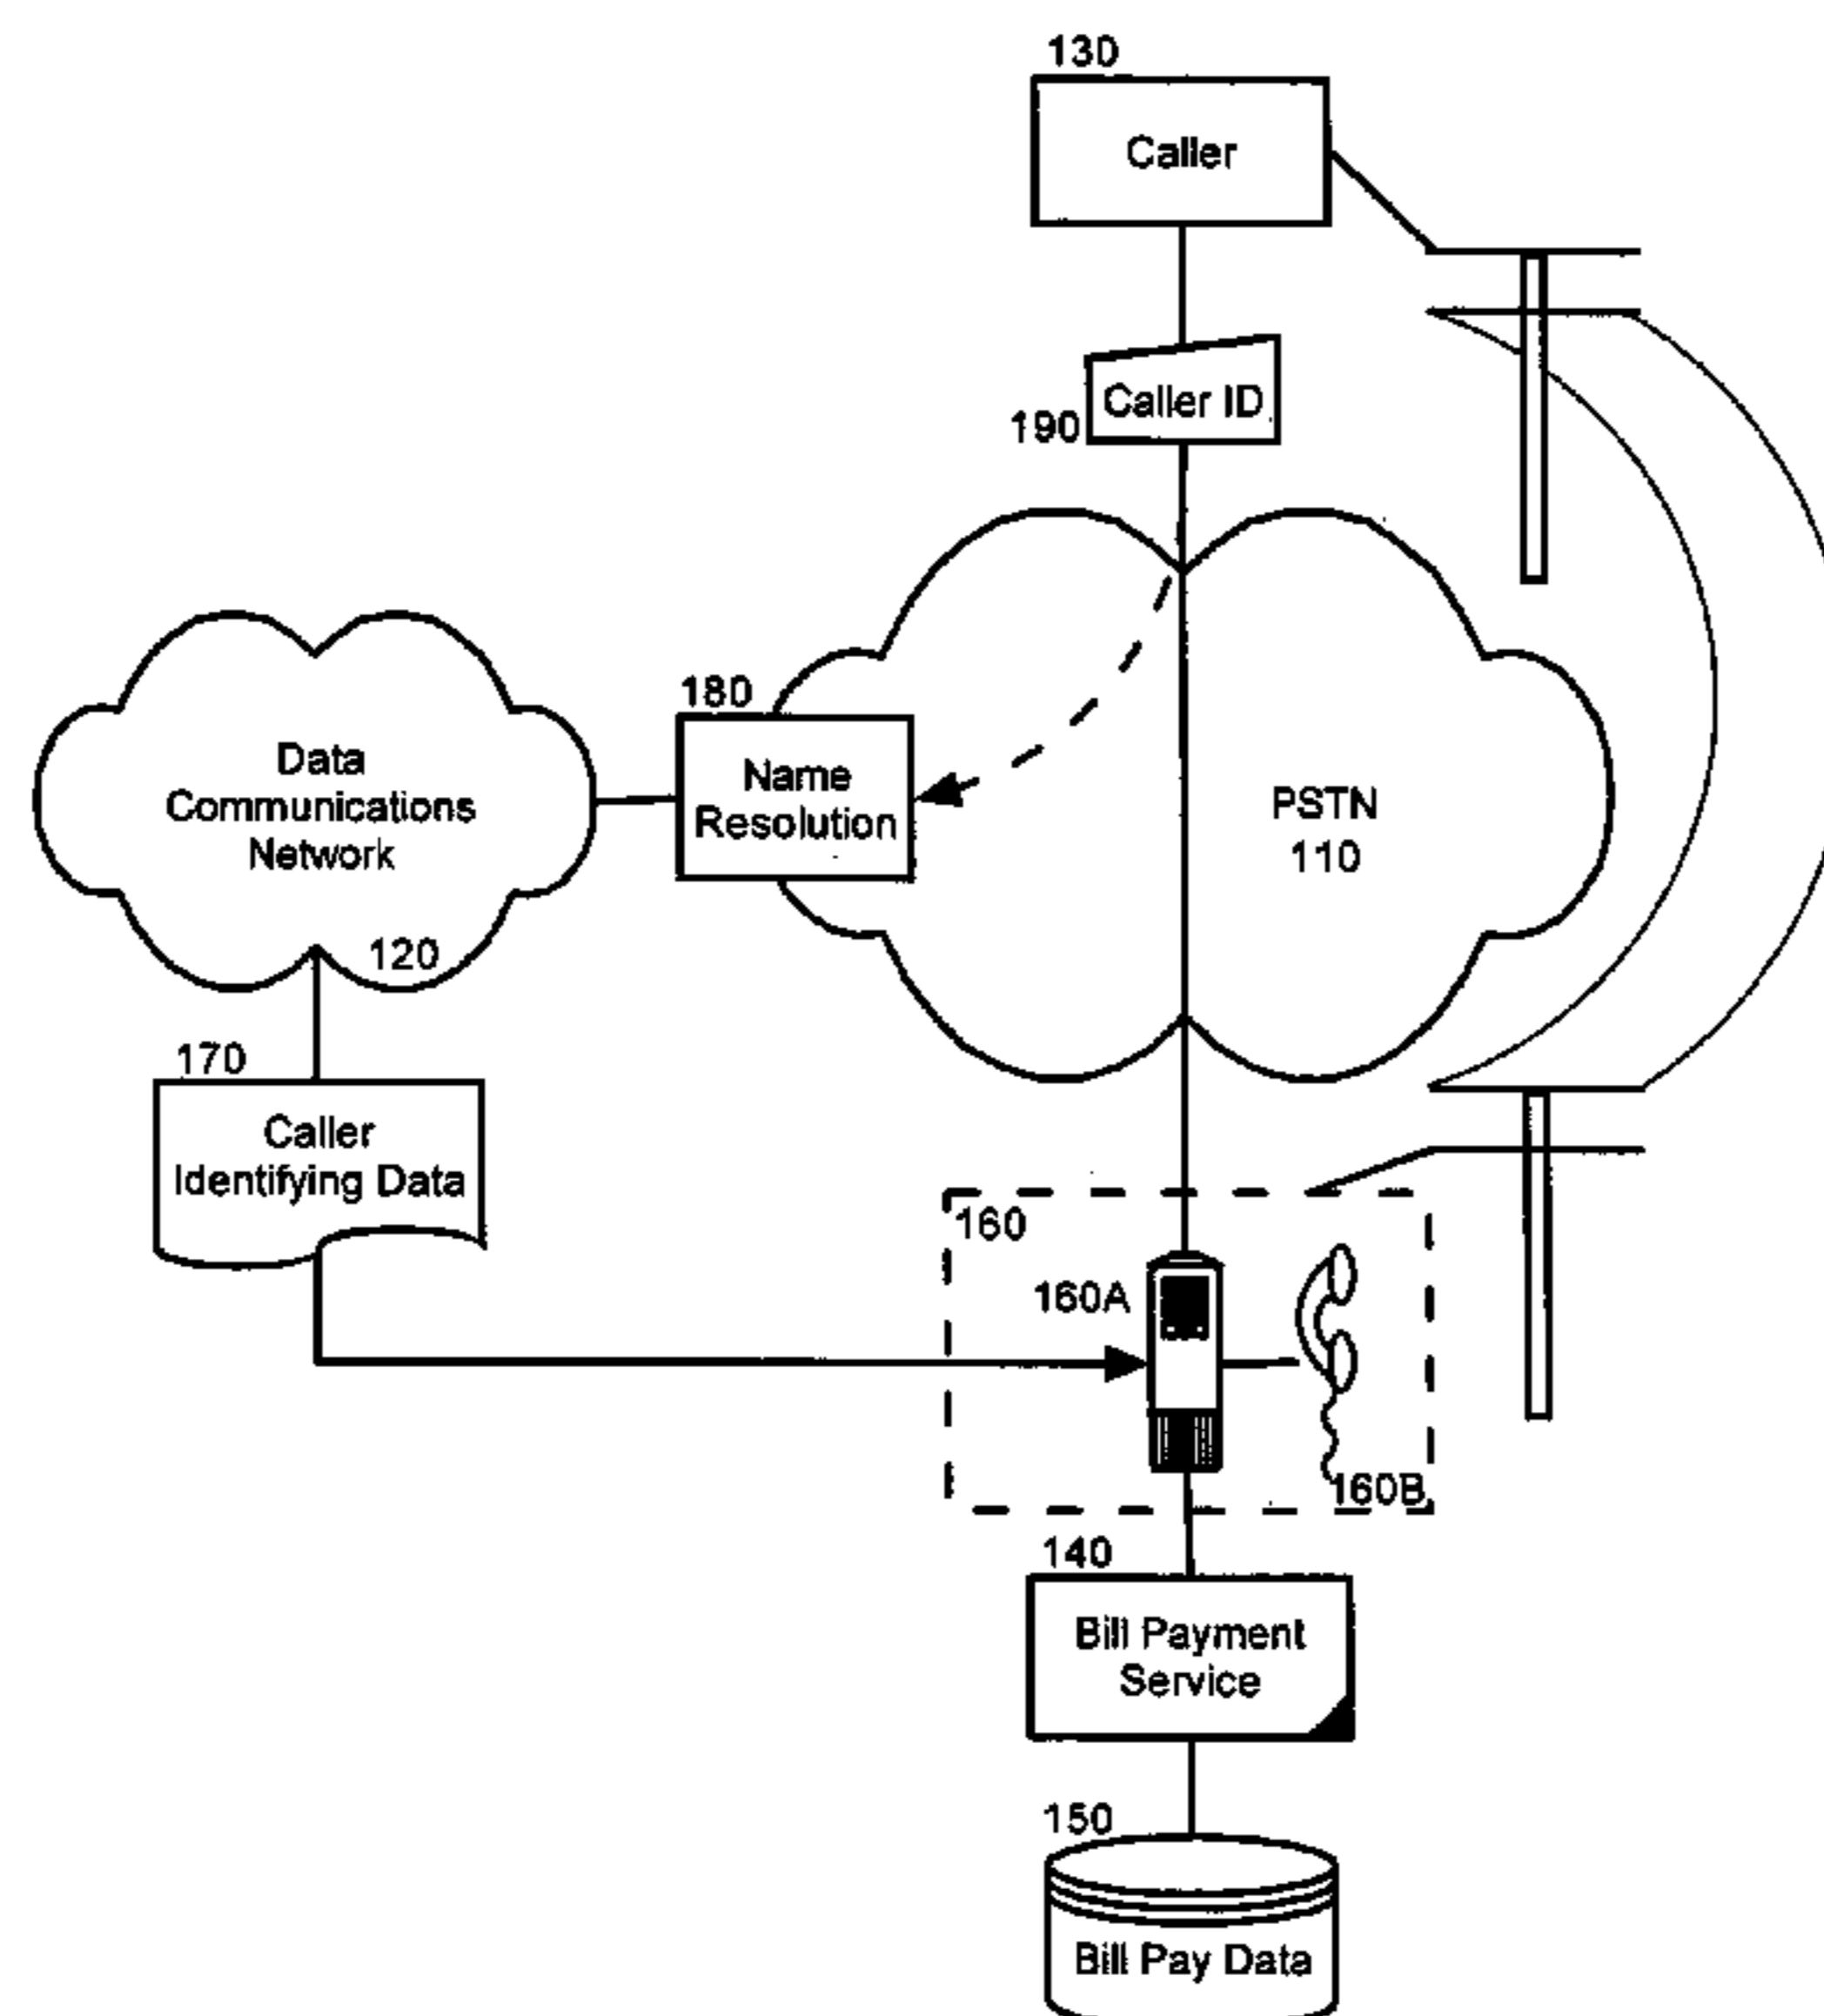 130
Caller
Caller ID
190
180
Data
Communications
Network
Name
Resolution
PSTN
110
120
170
Caller
Identifying Data
160
160A
160B
140
Bill Payment
Service
150
Bill Pay Data